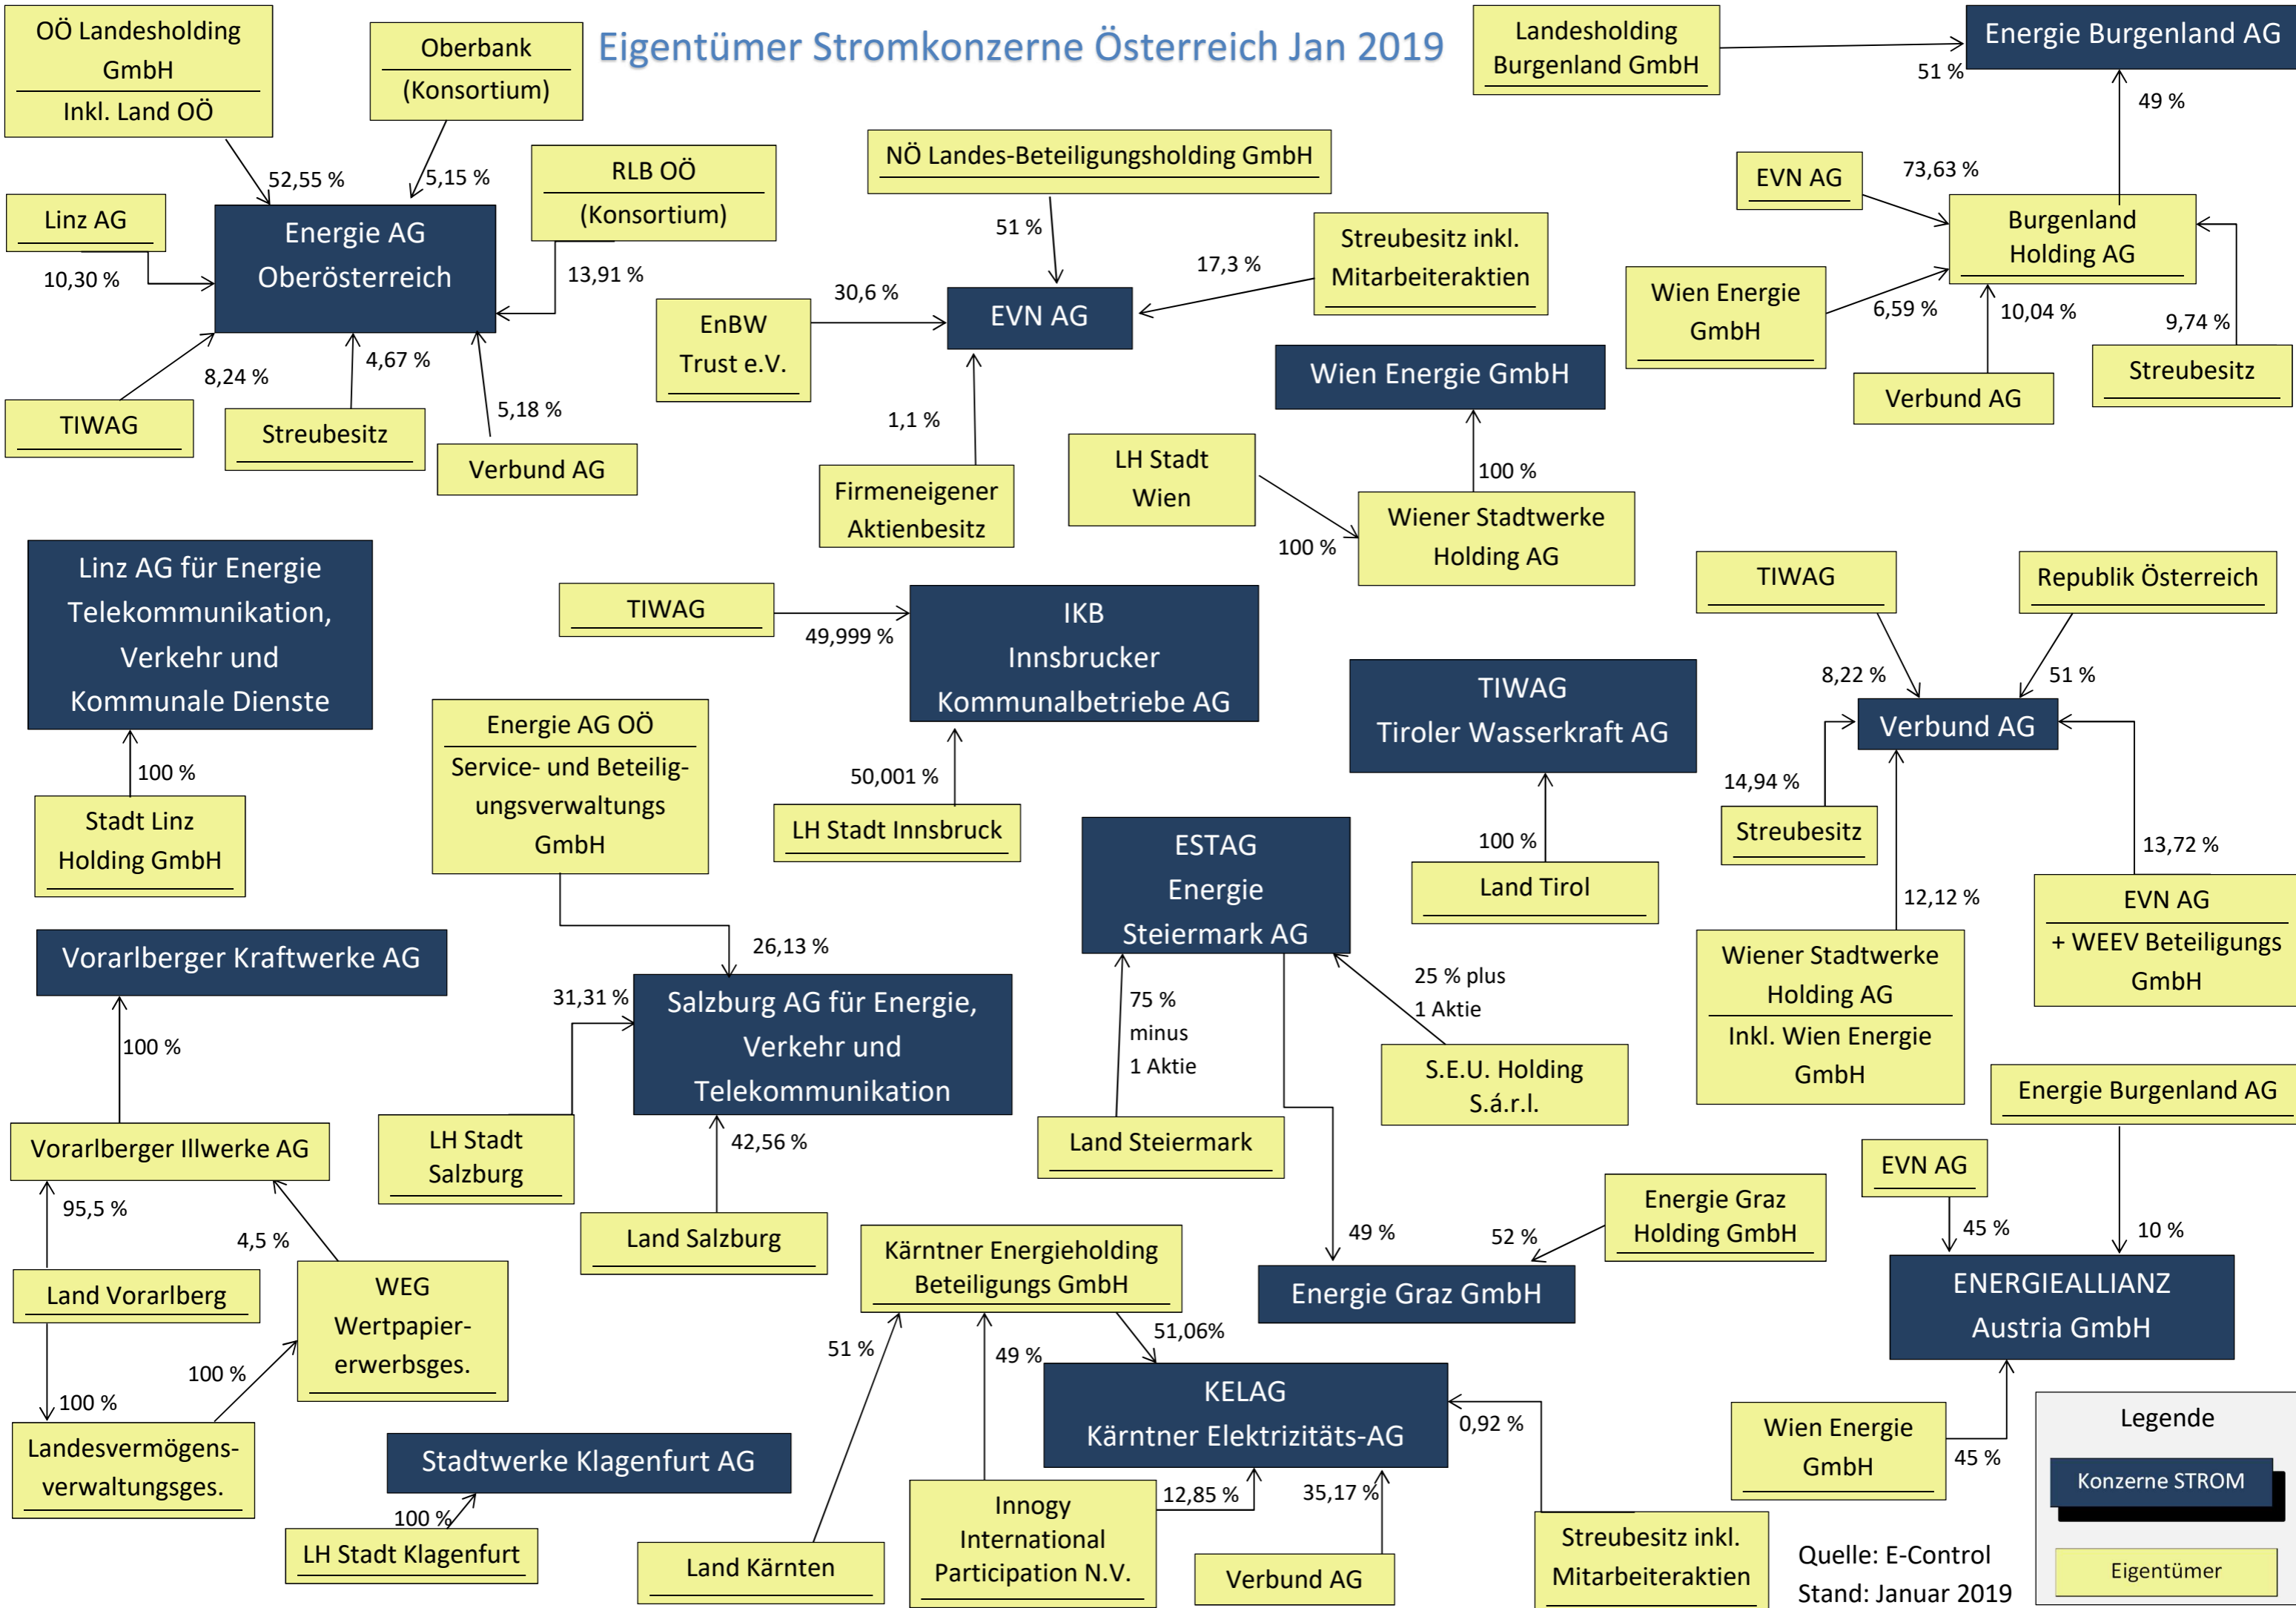 Eigentümer Stromkonzerne Österreich Jan 2019
OÖ Landesholding
GmbH
Inkl. Land OÖ
52,55 %
Oberbank
(Konsortium)
5,15 %
RLB OÖ
(Konsortium)
13,91 %
Linz AG
10,30 %
Energie AG
Oberösterreich
TIWAG
8,24 %
Streubesitz
4,67 %
Verbund AG
5,18 %
NÖ Landes-Beteiligungsholding GmbH
51 %
Streubesitz inkl.
Mitarbeiteraktien
17,3 %
EnBW
Trust e.V.
30,6 %
EVN AG
1,1 %
Firmeneigener
Aktienbesitz
Landesholding
Burgenland GmbH
51 %
Energie Burgenland AG
49 %
EVN AG
73,63 %
Burgenland
Holding AG
Wien Energie
GmbH
6,59 %
10,04 %
Verbund AG
9,74 %
Streubesitz
Wien Energie GmbH
100 %
LH Stadt
Wien
100 %
Wiener Stadtwerke
Holding AG
Linz AG für Energie
Telekommunikation,
Verkehr und
Kommunale Dienste
100 %
Stadt Linz
Holding GmbH
TIWAG
49,999 %
IKB
Innsbrucker
Kommunalbetriebe AG
50,001 %
LH Stadt Innsbruck
TIWAG
Tiroler Wasserkraft AG
100 %
Land Tirol
TIWAG
8,22 %
Republik Österreich
51 %
Verbund AG
14,94 %
Streubesitz
12,12 %
Wiener Stadtwerke
Holding AG
Inkl. Wien Energie
GmbH
13,72 %
EVN AG
+ WEEV Beteiligungs
GmbH
Energie AG OÖ
Service- und Beteilig-
ungsverwaltungs
GmbH
26,13 %
31,31 %
Salzburg AG für Energie,
Verkehr und
Telekommunikation
LH Stadt
Salzburg
42,56 %
Land Salzburg
ESTAG
Energie
Steiermark AG
75 %
minus
1 Aktie
25 % plus
1 Aktie
S.E.U. Holding
S.á.r.l.
Land Steiermark
49 %
52 %
Energie Graz
Holding GmbH
Energie Graz GmbH
Vorarlberger Kraftwerke AG
100 %
Vorarlberger Illwerke AG
95,5 %
4,5 %
Land Vorarlberg
WEG
Wertpapier-
erwerbsges.
100 %
100 %
Landesvermögens-
verwaltungsges.
Stadtwerke Klagenfurt AG
100 %
LH Stadt Klagenfurt
Kärntner Energieholding
Beteiligungs GmbH
51 %
49 %
51,06%
KELAG
Kärntner Elektrizitäts-AG
0,92 %
12,85 %
35,17 %
Land Kärnten
Innogy
International
Participation N.V.
Verbund AG
Streubesitz inkl.
Mitarbeiteraktien
Energie Burgenland AG
EVN AG
45 %
10 %
ENERGIEALLIANZ
Austria GmbH
Wien Energie
GmbH
45 %
Quelle: E-Control
Stand: Januar 2019
Legende
Konzerne STROM
Eigentümer